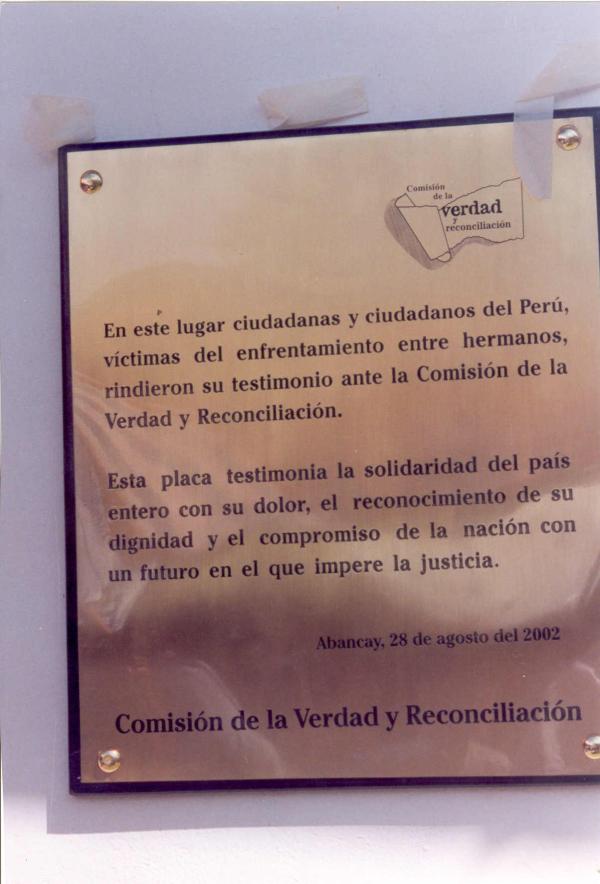 Comisión
de la
verdad
y
reconciliación
En este lugar ciudadanas y ciudadanos del Perú,
víctimas del enfrentamiento entre hermanos,
rindieron su testimonio ante la Comisión de la
Verdad y Reconciliación.
Esta placa testimonia la solidaridad del país
entero con su dolor, el reconocimiento de su
dignidad y el compromiso de la nación con
un futuro en el que impere la justicia.
Abancay, 28 de agosto del 2002
Comisión de la Verdad y Reconciliación